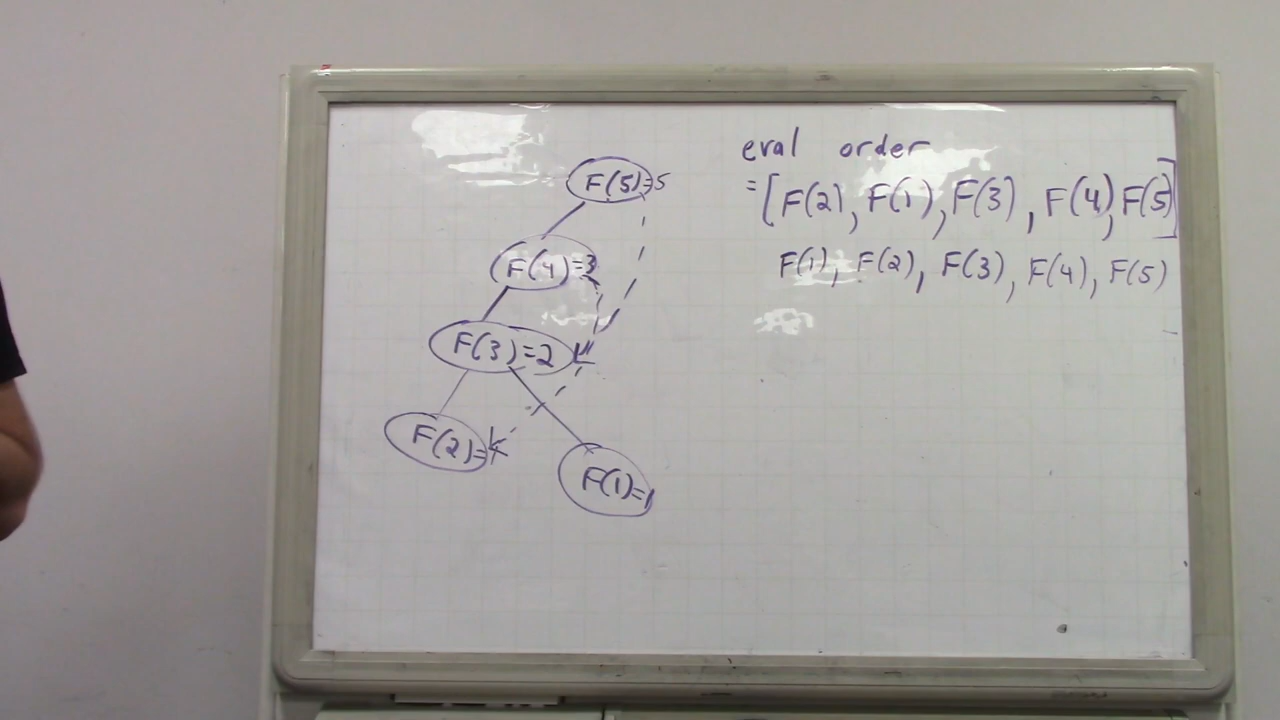 eval order
=[F(2), F(1), F(3), F(4), F(5)]
F(1), F(2), F(3), F(4), F(5)
F(5)=5
F(4)=3
F(3)=2
F(2)=1
F(1)=1